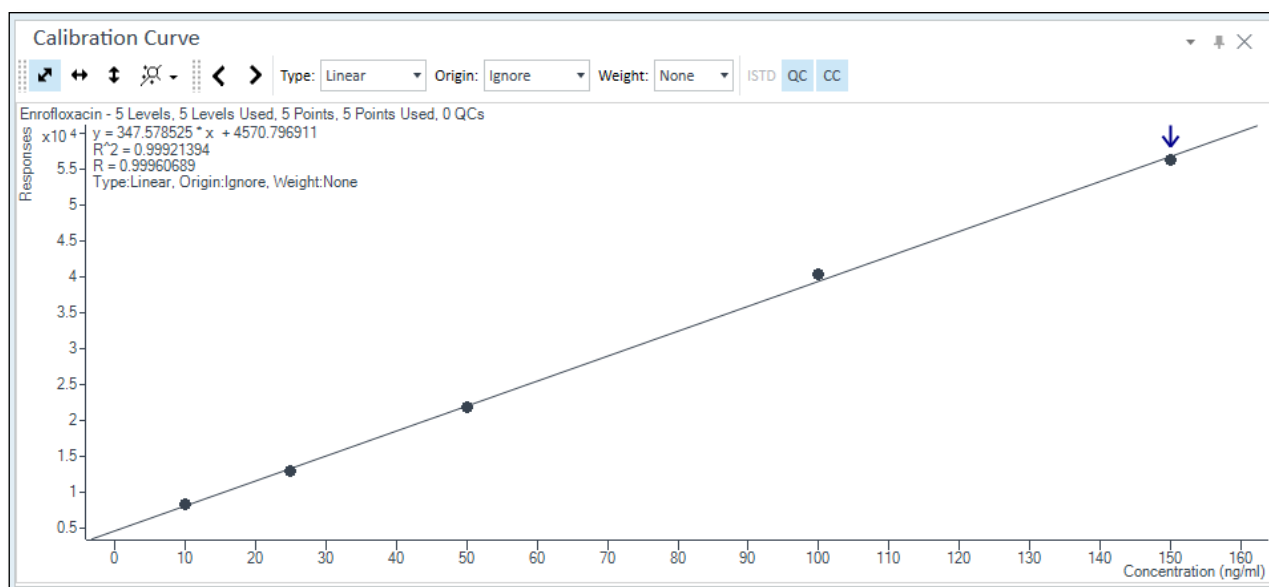 Calibration Curve
Type: Linear Origin: Ignore Weight: None ISTD QC CC
Enrofloxacin - 5 Levels, 5 Levels Used, 5 Points, 5 Points Used, 0 QCs
Responses
x10 4
y = 347.578525 * x + 4570.796911
R^2 = 0.99921394
R = 0.99960689
Type:Linear, Origin:Ignore, Weight:None
5.5
5
4.5
4
3.5
3
2.5
2
1.5
1
0.5
0 10 20 30 40 50 60 70 80 90 100 110 120 130 140 150 160
Concentration (ng/ml)